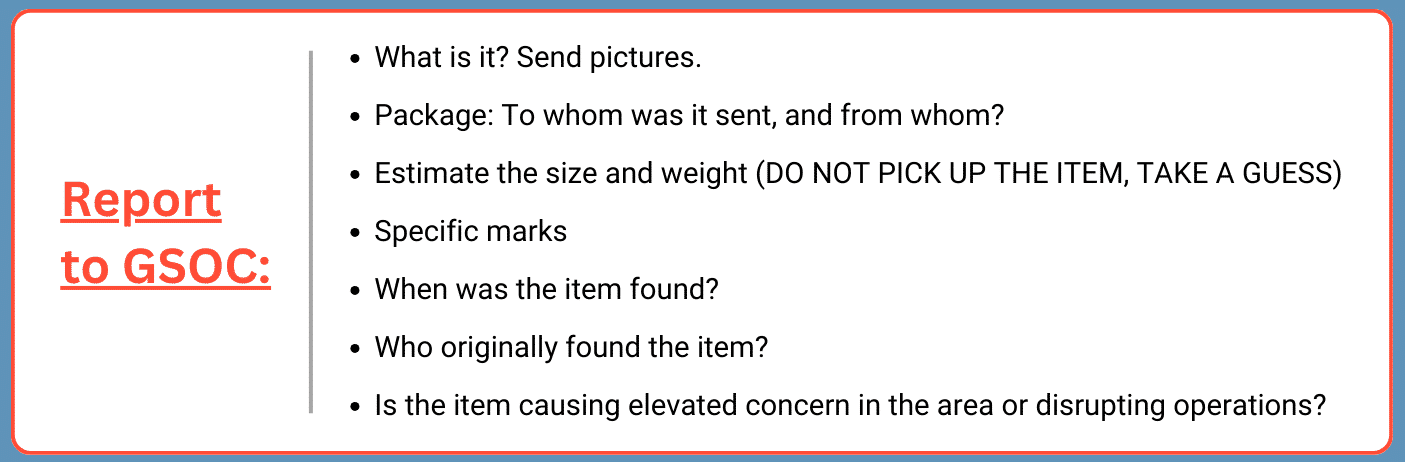 Report
to GSOC:
• What is it? Send pictures.
• Package: To whom was it sent, and from whom?
• Estimate the size and weight (DO NOT PICK UP THE ITEM, TAKE A GUESS)
• Specific marks
• When was the item found?
• Who originally found the item?
• Is the item causing elevated concern in the area or disrupting operations?